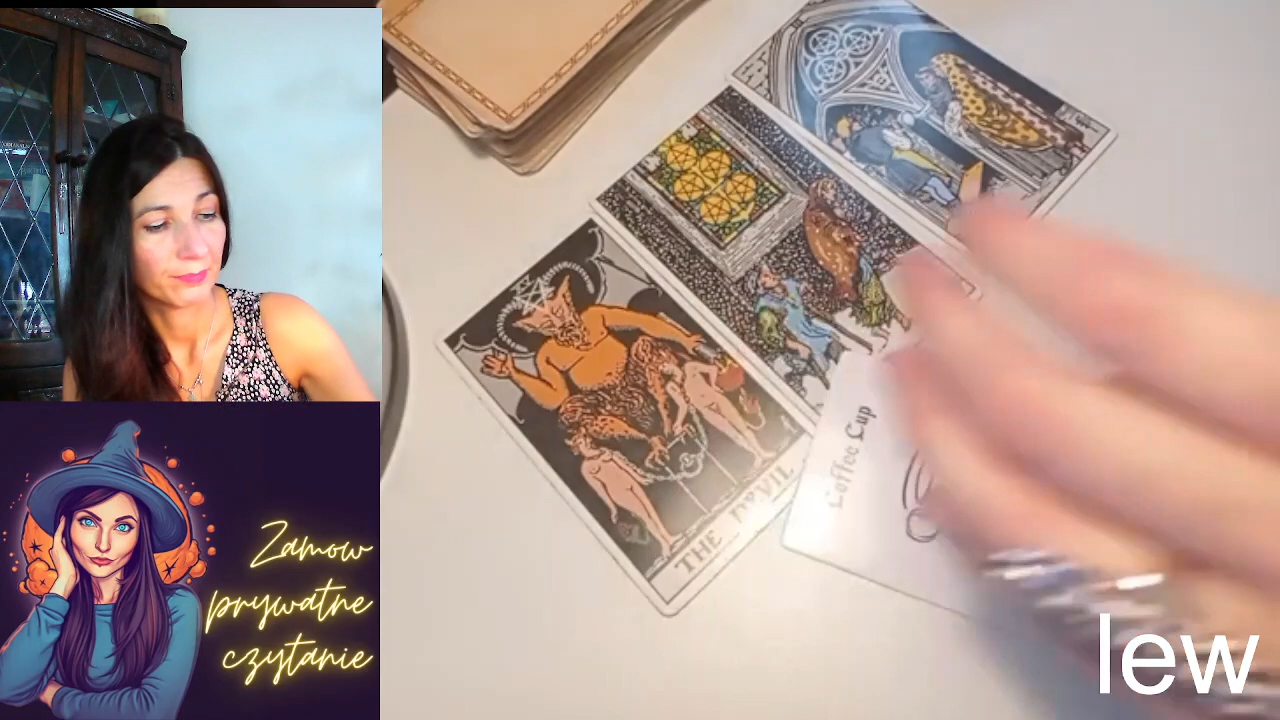 Zamow
prywatne
czytanie
THE DEVIL
Coffee Cup
lew